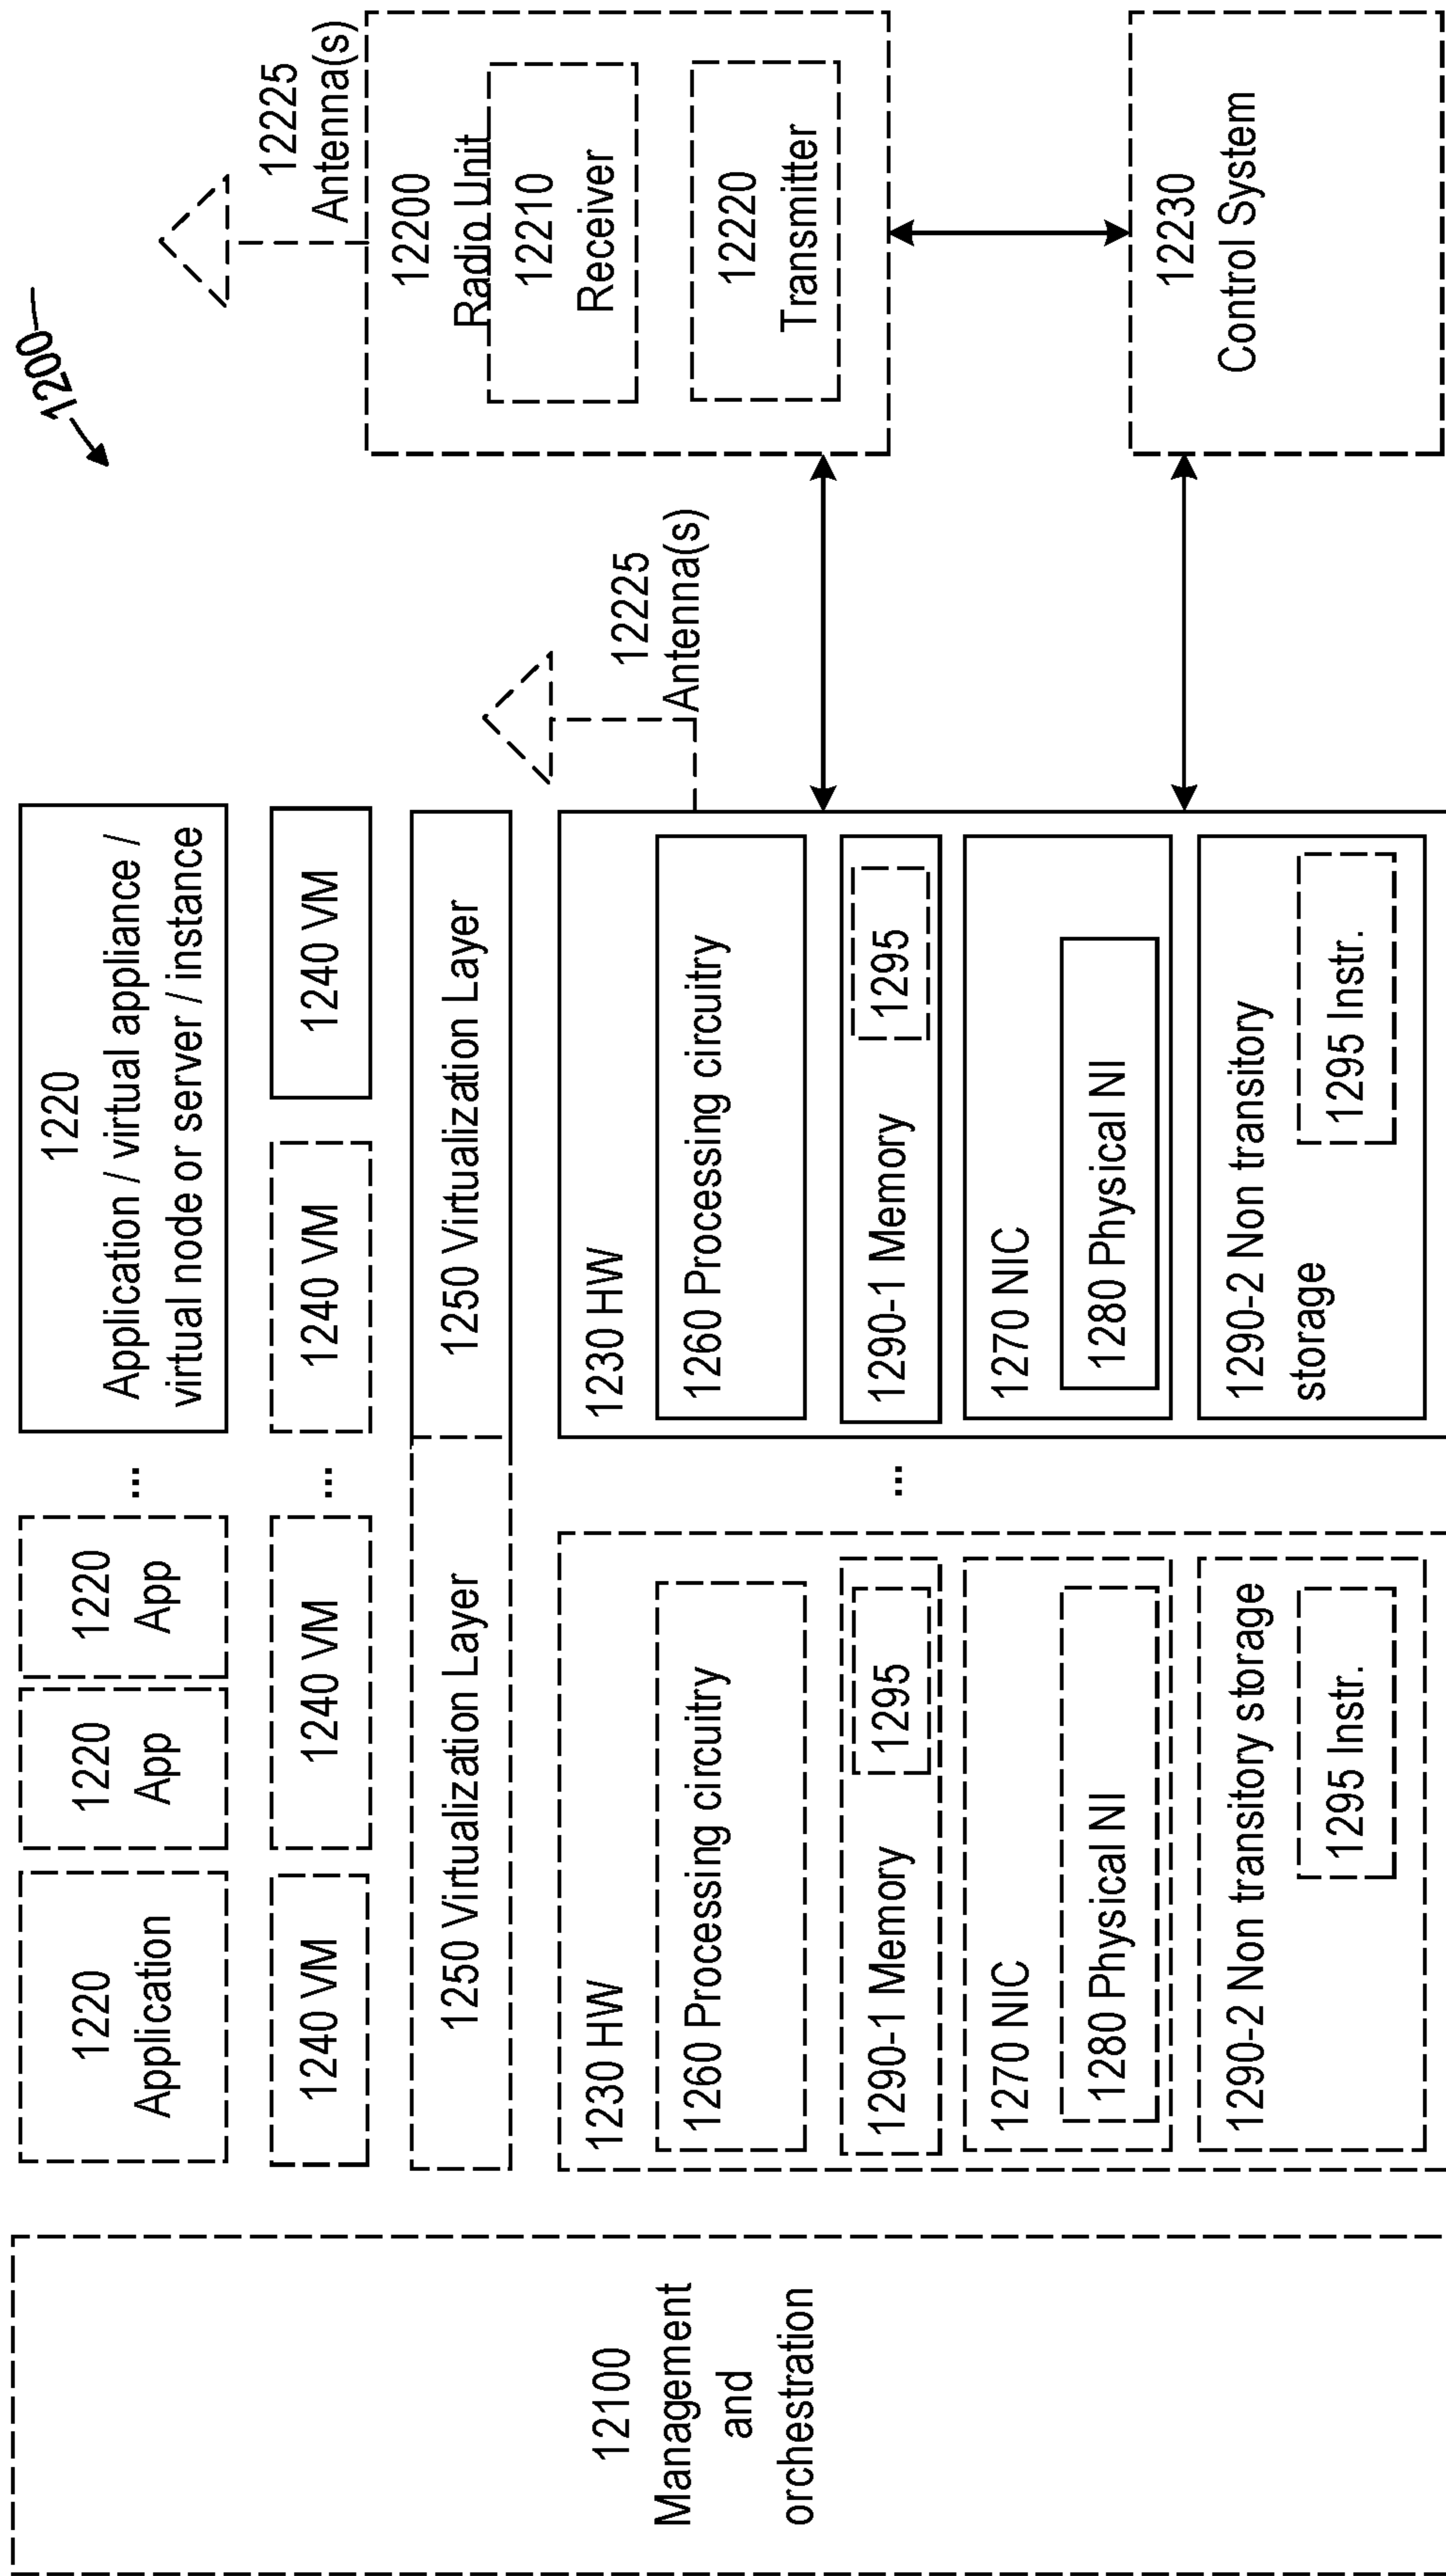 1200
12100
Management
and
orchestration
1220
Application
1220
App
1220
App
...
1220
Application / virtual appliance /
virtual node or server / instance
1240 VM
1240 VM
...
1240 VM
1240 VM
1250 Virtualization Layer
1250 Virtualization Layer
1230 HW
1260 Processing circuitry
1290-1 Memory
1295
1270 NIC
1280 Physical NI
1290-2 Non transitory storage
1295 Instr.
...
1230 HW
1260 Processing circuitry
1290-1 Memory
1295
1270 NIC
1280 Physical NI
1290-2 Non transitory
storage
1295 Instr.
12225
Antenna(s)
12225
Antenna(s)
12200
Radio Unit
12210
Receiver
12220
Transmitter
12230
Control System